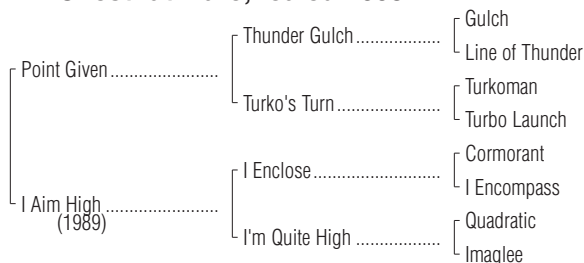 Gulch
Thunder Gulch
Line of Thunder
Point Given
Turkoman
Turko's Turn
Turbo Launch
Cormorant
I Enclose
I Encompass
I Aim High
(1989)
Quadratic
I'm Quite High
Imaglee